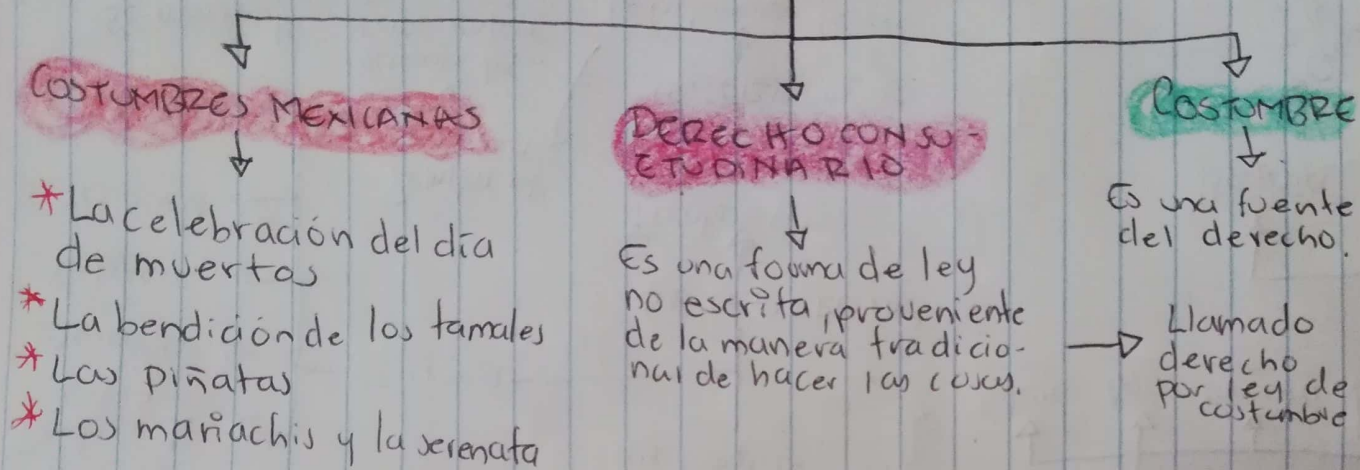 COSTUMBRES MEXICANAS
* La celebración del día
de muertos
* La bendición de los tamales
* Las piñatas
* Los mariachis y la serenata
DERECHO CONSU-
ETUDINARIO
Es una forma de ley
no escrita, proveniente
de la manera tradicio-
nal de hacer las cosas.
COSTUMBRE
Es una fuente
del derecho.
Llamado
derecho
por ley de
costumbre